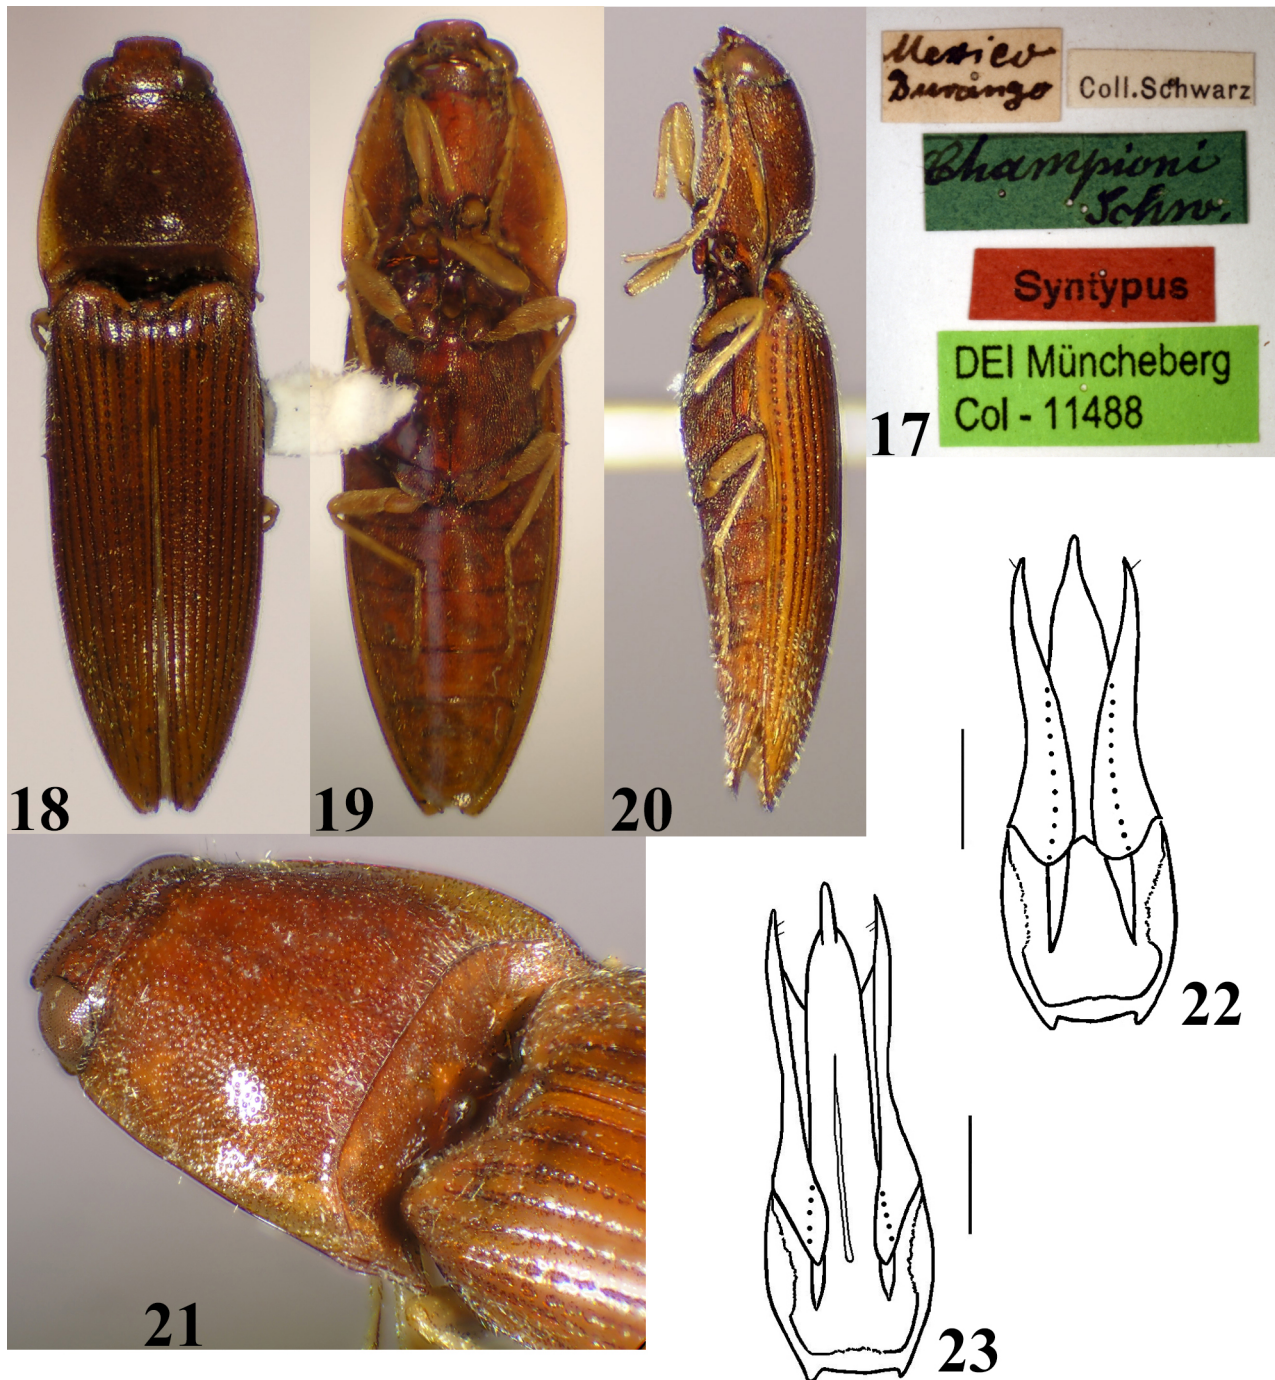 Mexico
Durango
Coll.Schwarz
Championi
Schw.
Syntypus
DEI Müncheberg
Col - 11488
17
18
19
20
21
22
23